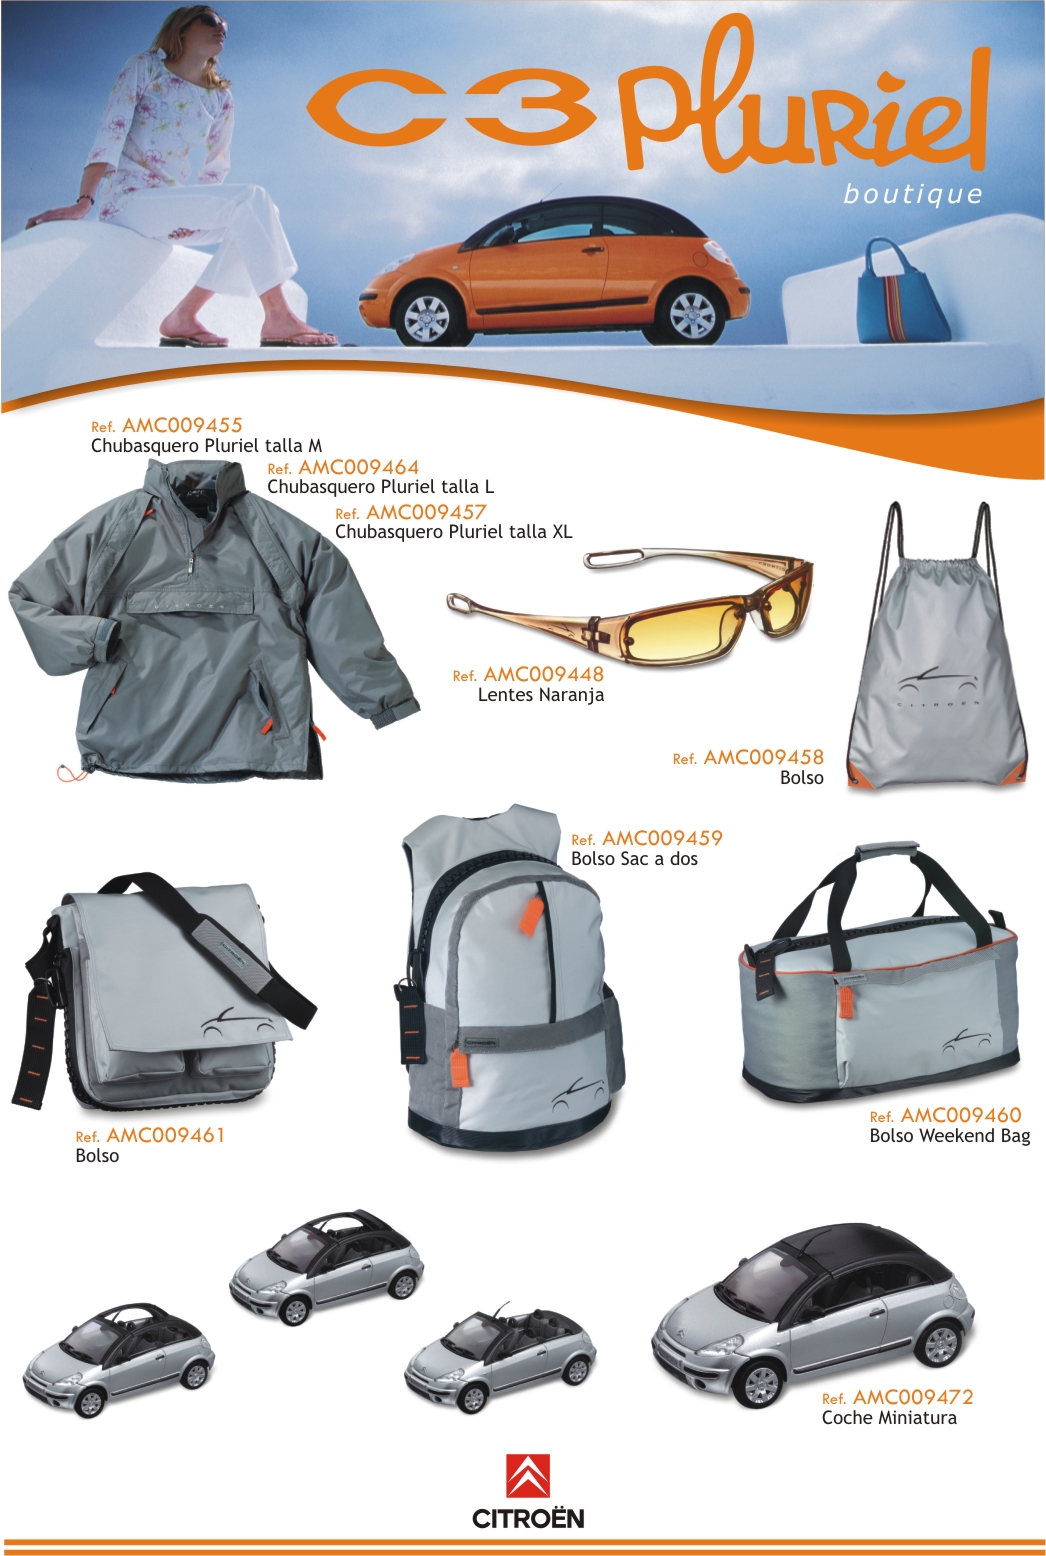 C3 Pluriel
boutique
Ref. AMC009455
Chubasquero Pluriel talla M
Ref. AMC009464
Chubasquero Pluriel talla L
Ref. AMC009457
Chubasquero Pluriel talla XL
Ref. AMC009448
Lentes Naranja
CITROËN
Ref. AMC009458
Bolso
Ref. AMC009459
Bolso Sac a dos
Ref. AMC009461
Bolso
Ref. AMC009460
Bolso Weekend Bag
Ref. AMC009472
Coche Miniatura
CITROËN